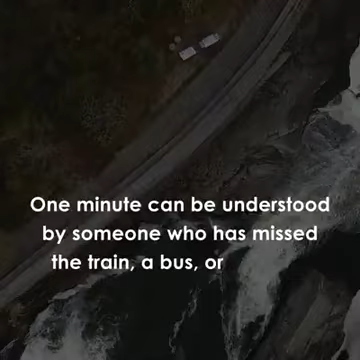 One minute can be understood
by someone who has missed
the train, a bus, or